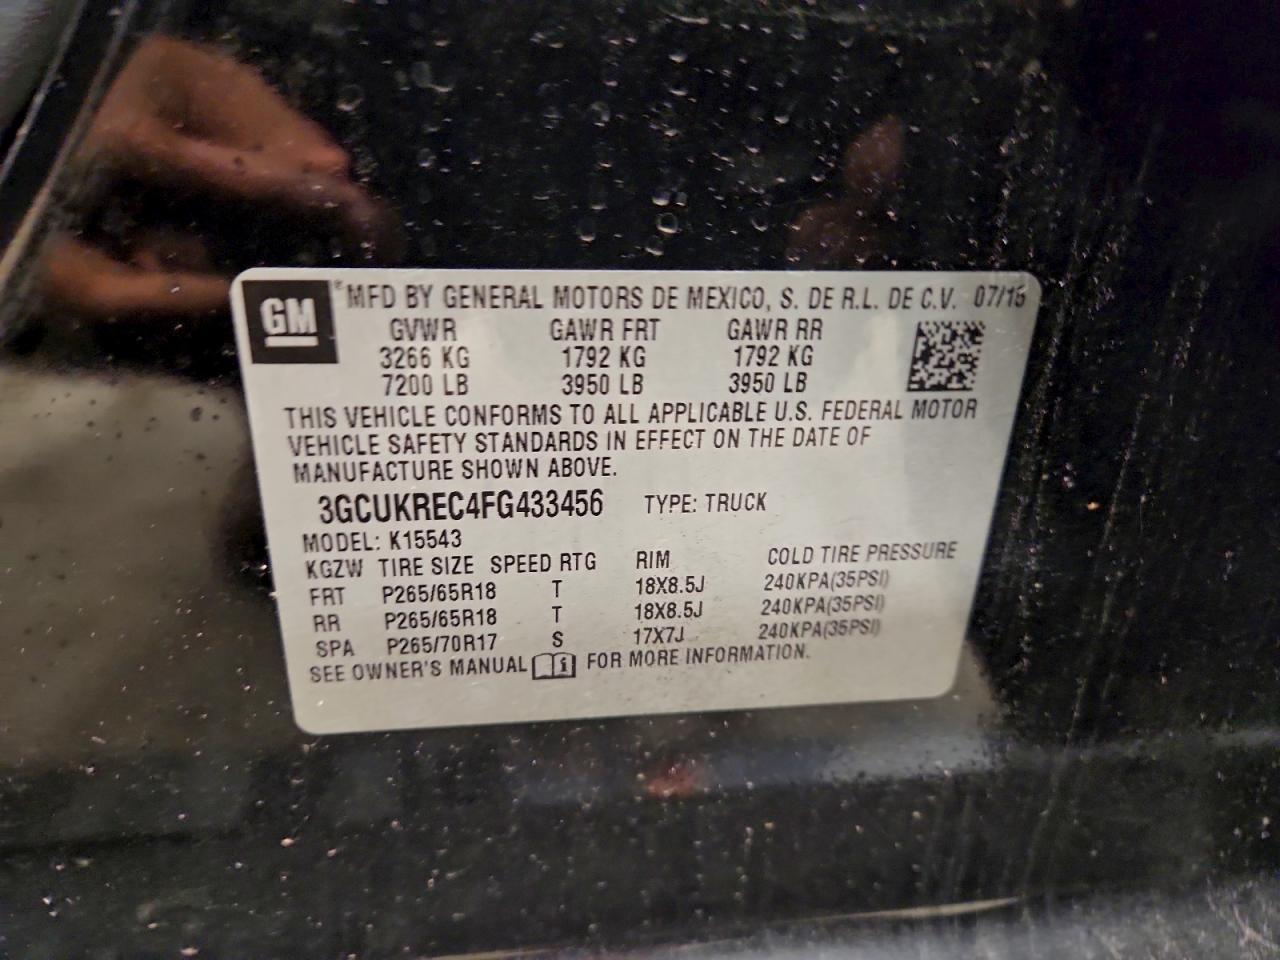 GM ® MFD BY GENERAL MOTORS DE MEXICO, S. DE R.L. DE C.V. 07/15
GVWR GAWR FRT GAWR RR
3266 KG 1792 KG 1792 KG
7200 LB 3950 LB 3950 LB
THIS VEHICLE CONFORMS TO ALL APPLICABLE U.S. FEDERAL MOTOR
VEHICLE SAFETY STANDARDS IN EFFECT ON THE DATE OF
MANUFACTURE SHOWN ABOVE.
3GCUKREC4FG433456 TYPE: TRUCK
MODEL: K15543
KGZW TIRE SIZE SPEED RTG RIM COLD TIRE PRESSURE
FRT P265/65R18 T 18X8.5J 240KPA(35PSI)
RR P265/65R18 T 18X8.5J 240KPA(35PSI)
SPA P265/70R17 S 17X7J 240KPA(35PSI)
SEE OWNER'S MANUAL i FOR MORE INFORMATION.